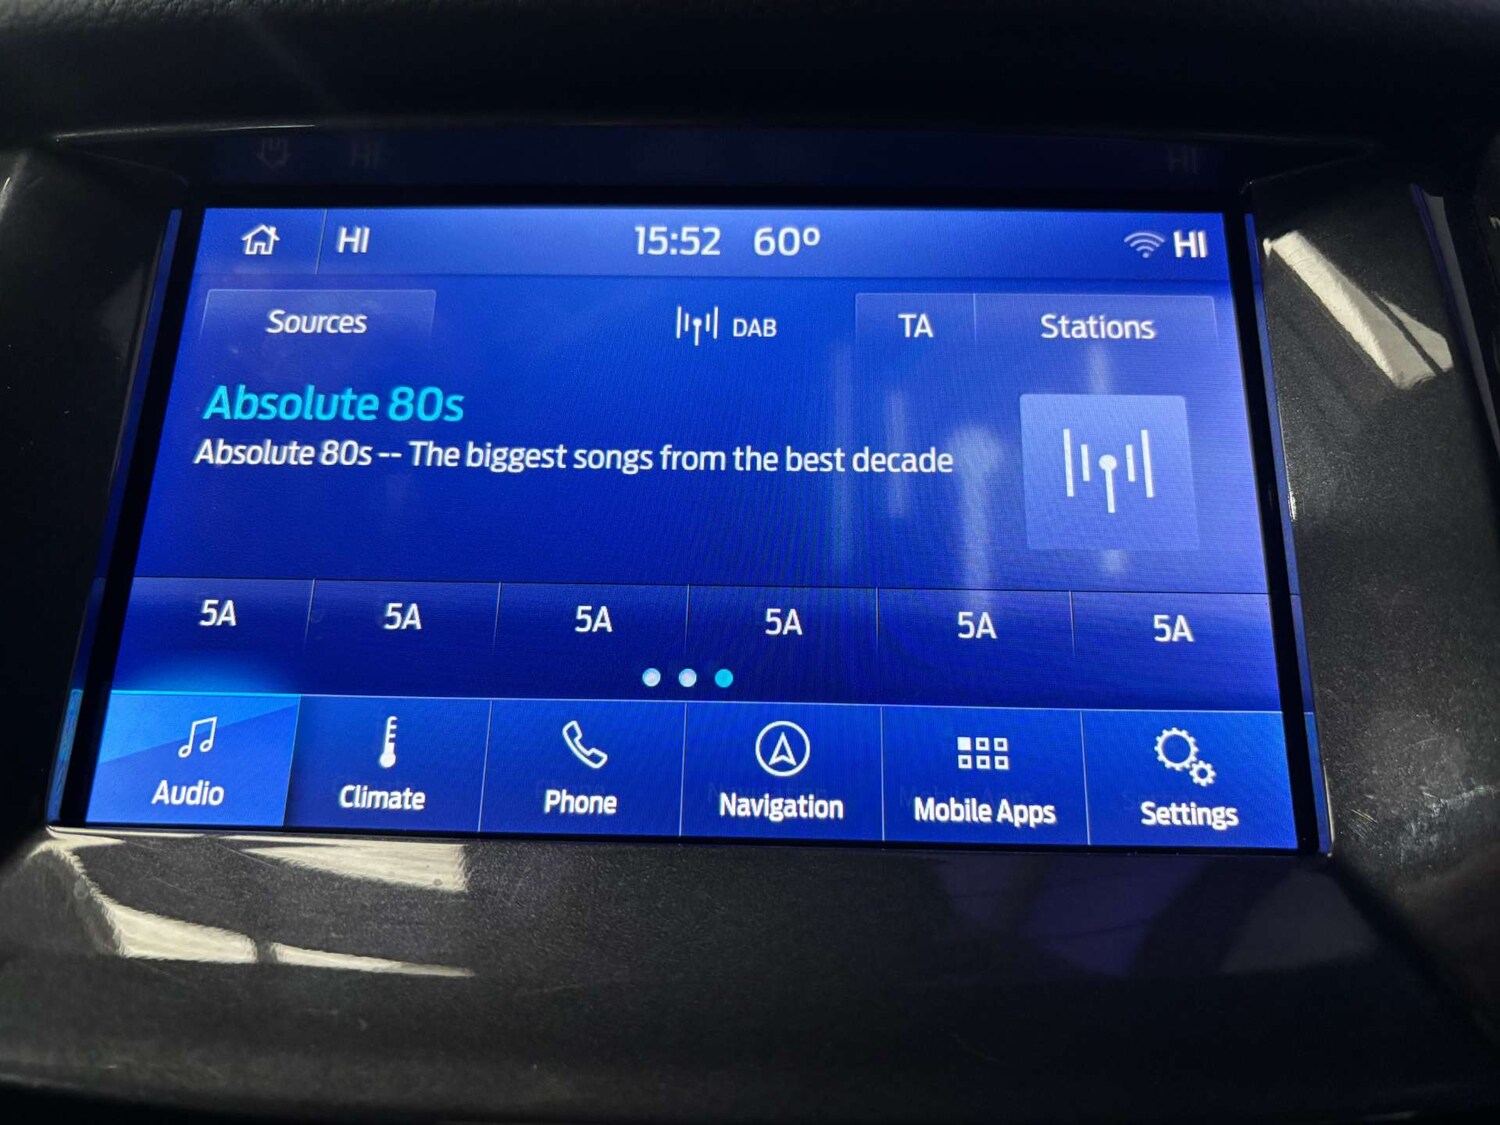 HI 15:52 60° HI
Sources DAB TA Stations
Absolute 80s
Absolute 80s -- The biggest songs from the best decade
5A 5A 5A 5A 5A 5A
Audio Climate Phone Navigation Mobile Apps Settings